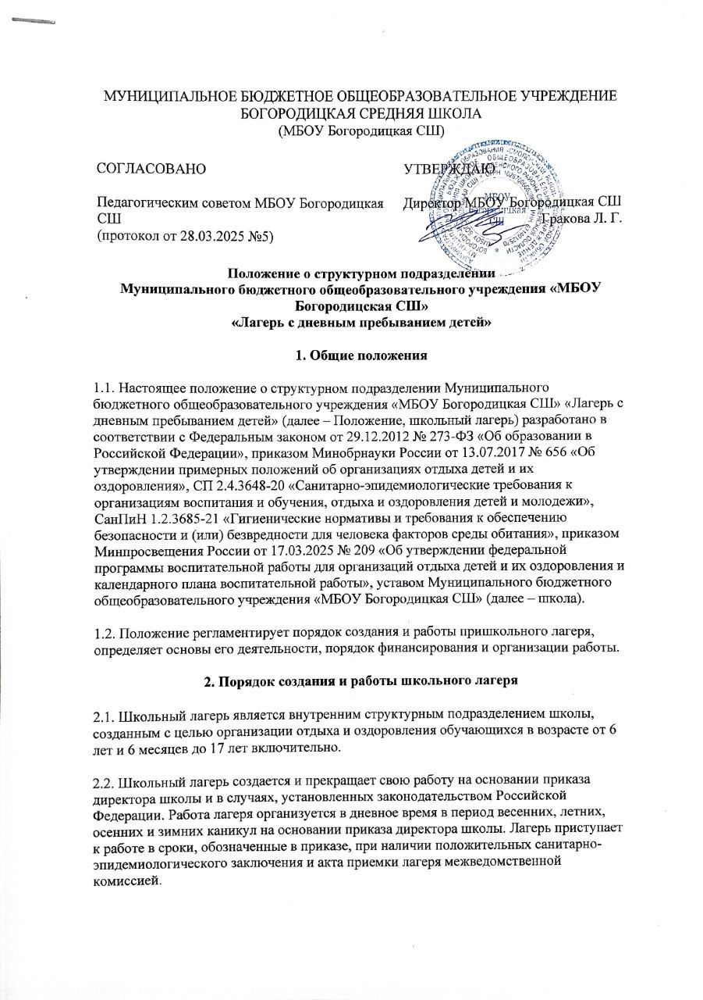 МУНИЦИПАЛЬНОЕ БЮДЖЕТНОЕ ОБЩЕОБРАЗОВАТЕЛЬНОЕ УЧРЕЖДЕНИЕ
БОГОРОДИЦКАЯ СРЕДНЯЯ ШКОЛА
(МБОУ Богородицкая СШ)
СОГЛАСОВАНО
Педагогическим советом МБОУ Богородицкая
СШ
(протокол от 28.03.2025 №5)
УТВЕРЖДАЮ
Директор МБОУ Богородицкая СШ
Гракова Л. Г.
МБОУ
Богородицкая
СШ
Положение о структурном подразделении
Муниципального бюджетного общеобразовательного учреждения «МБОУ
Богородицская СШ»
«Лагерь с дневным пребыванием детей»
1. Общие положения
1.1. Настоящее положение о структурном подразделении Муниципального
бюджетного общеобразовательного учреждения «МБОУ Богородицкая СШ» «Лагерь с
дневным пребыванием детей» (далее – Положение, школьный лагерь) разработано в
соответствии с Федеральным законом от 29.12.2012 № 273-ФЗ «Об образовании в
Российской Федерации», приказом Минобрнауки России от 13.07.2017 № 656 «Об
утверждении примерных положений об организациях отдыха детей и их
оздоровления», СП 2.4.3648-20 «Санитарно-эпидемиологические требования к
организациям воспитания и обучения, отдыха и оздоровления детей и молодежи»,
СанПиН 1.2.3685-21 «Гигиенические нормативы и требования к обеспечению
безопасности и (или) безвредности для человека факторов среды обитания», приказом
Минпросвещения России от 17.03.2025 № 209 «Об утверждении федеральной
программы воспитательной работы для организаций отдыха детей и их оздоровления и
календарного плана воспитательной работы», уставом Муниципального бюджетного
общеобразовательного учреждения «МБОУ Богородицкая СШ» (далее – школа).
1.2. Положение регламентирует порядок создания и работы пришкольного лагеря,
определяет основы его деятельности, порядок финансирования и организации работы.
2. Порядок создания и работы школьного лагеря
2.1. Школьный лагерь является внутренним структурным подразделением школы,
созданным с целью организации отдыха и оздоровления обучающихся в возрасте от 6
лет и 6 месяцев до 17 лет включительно.
2.2. Школьный лагерь создается и прекращает свою работу на основании приказа
директора школы и в случаях, установленных законодательством Российской
Федерации. Работа лагеря организуется в дневное время в период весенних, летних,
осенних и зимних каникул на основании приказа директора школы. Лагерь приступает
к работе в сроки, обозначенные в приказе, при наличии положительных санитарно-
эпидемиологического заключения и акта приемки лагеря межведомственной
комиссией.